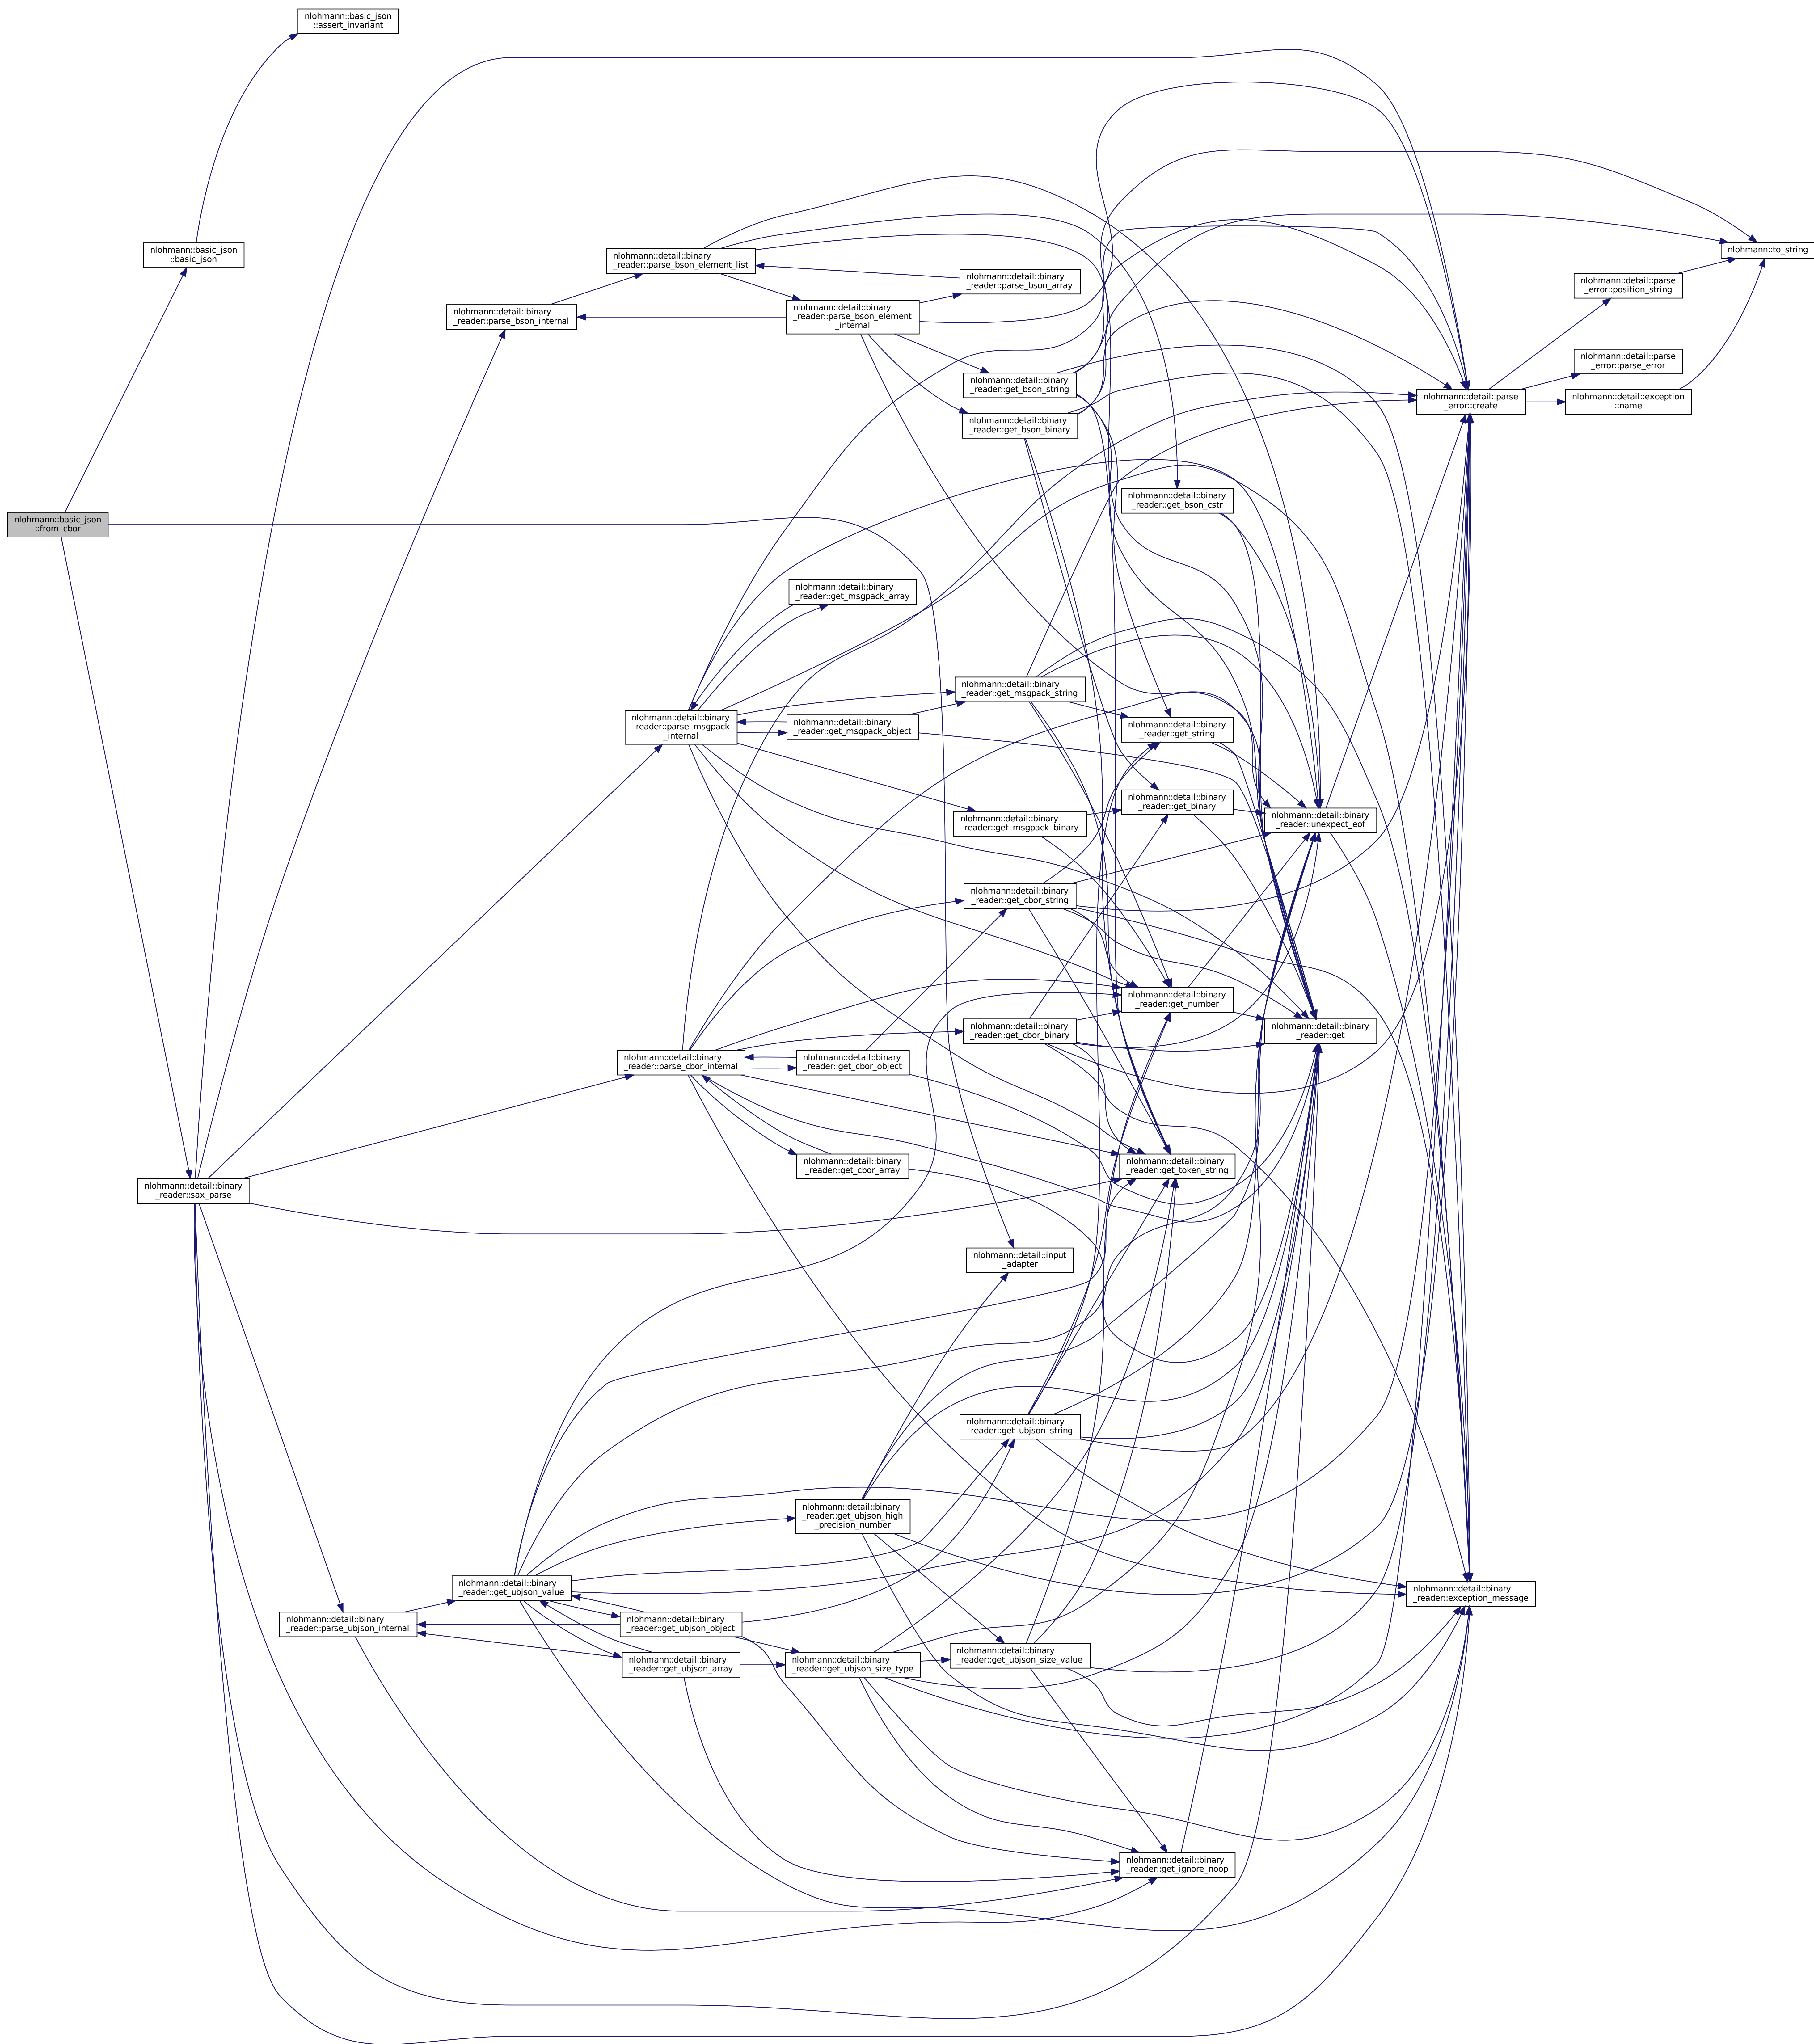 nlohmann::basic_json
::assert_invariant
nlohmann::basic_json
::basic_json
nlohmann::to_string
nlohmann::detail::binary
_reader::parse_bson_element_list
nlohmann::detail::binary
_reader::parse_bson_array
nlohmann::detail::parse
_error::position_string
nlohmann::detail::binary
_reader::parse_bson_internal
nlohmann::detail::binary
_reader::parse_bson_element
_internal
nlohmann::detail::parse
_error::parse_error
nlohmann::detail::binary
_reader::get_bson_string
nlohmann::detail::parse
_error::create
nlohmann::detail::exception
::name
nlohmann::detail::binary
_reader::get_bson_binary
nlohmann::detail::binary
_reader::get_bson_cstr
nlohmann::basic_json
::from_cbor
nlohmann::detail::binary
_reader::get_msgpack_array
nlohmann::detail::binary
_reader::get_msgpack_string
nlohmann::detail::binary
_reader::parse_msgpack
_internal
nlohmann::detail::binary
_reader::get_msgpack_object
nlohmann::detail::binary
_reader::get_string
nlohmann::detail::binary
_reader::get_binary
nlohmann::detail::binary
_reader::get_msgpack_binary
nlohmann::detail::binary
_reader::unexpect_eof
nlohmann::detail::binary
_reader::get_cbor_string
nlohmann::detail::binary
_reader::get_number
nlohmann::detail::binary
_reader::get_cbor_binary
nlohmann::detail::binary
_reader::get
nlohmann::detail::binary
_reader::parse_cbor_internal
nlohmann::detail::binary
_reader::get_cbor_object
nlohmann::detail::binary
_reader::get_cbor_array
nlohmann::detail::binary
_reader::get_token_string
nlohmann::detail::binary
_reader::sax_parse
nlohmann::detail::input
_adapter
nlohmann::detail::binary
_reader::get_ubjson_string
nlohmann::detail::binary
_reader::get_ubjson_high
_precision_number
nlohmann::detail::binary
_reader::get_ubjson_value
nlohmann::detail::binary
_reader::exception_message
nlohmann::detail::binary
_reader::parse_ubjson_internal
nlohmann::detail::binary
_reader::get_ubjson_object
nlohmann::detail::binary
_reader::get_ubjson_array
nlohmann::detail::binary
_reader::get_ubjson_size_type
nlohmann::detail::binary
_reader::get_ubjson_size_value
nlohmann::detail::binary
_reader::get_ignore_noop